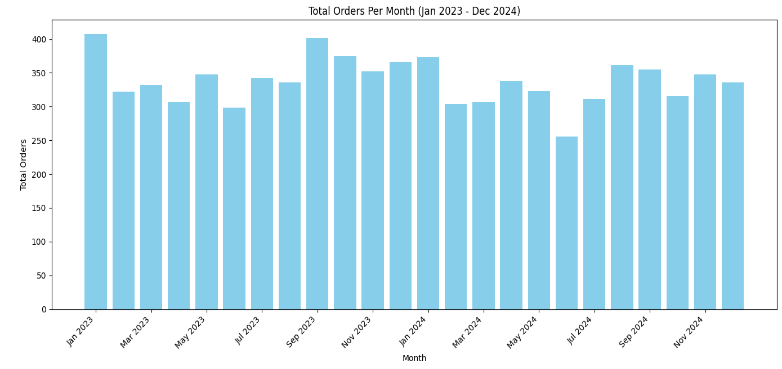 Total Orders Per Month (Jan 2023 - Dec 2024)
Total Orders
400
350
300
250
200
150
100
50
0
Jan 2023
Mar 2023
May 2023
Jul 2023
Sep 2023
Nov 2023
Jan 2024
Mar 2024
May 2024
Jul 2024
Sep 2024
Nov 2024
Month